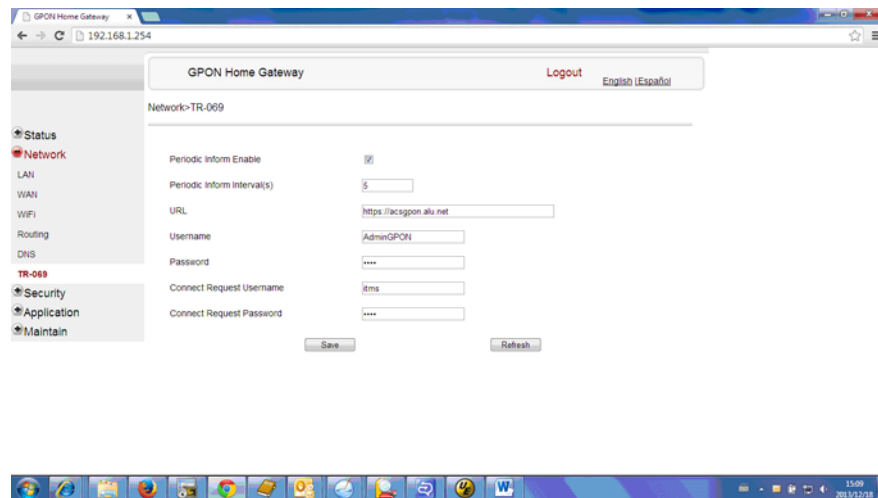 GPON Home Gateway
192.168.1.254
GPON Home Gateway
Logout
English |Español
Network>TR-069
Status
Network
LAN
WAN
WiFi
Routing
DNS
TR-069
Security
Application
Maintain
Periodic Inform Enable
Periodic Inform Interval(s)
5
URL
https://acsgpon.alu.net
Username
AdminGPON
Password
••••
Connect Request Username
itms
Connect Request Password
••••
Save
Refresh
15:09
2013/12/18